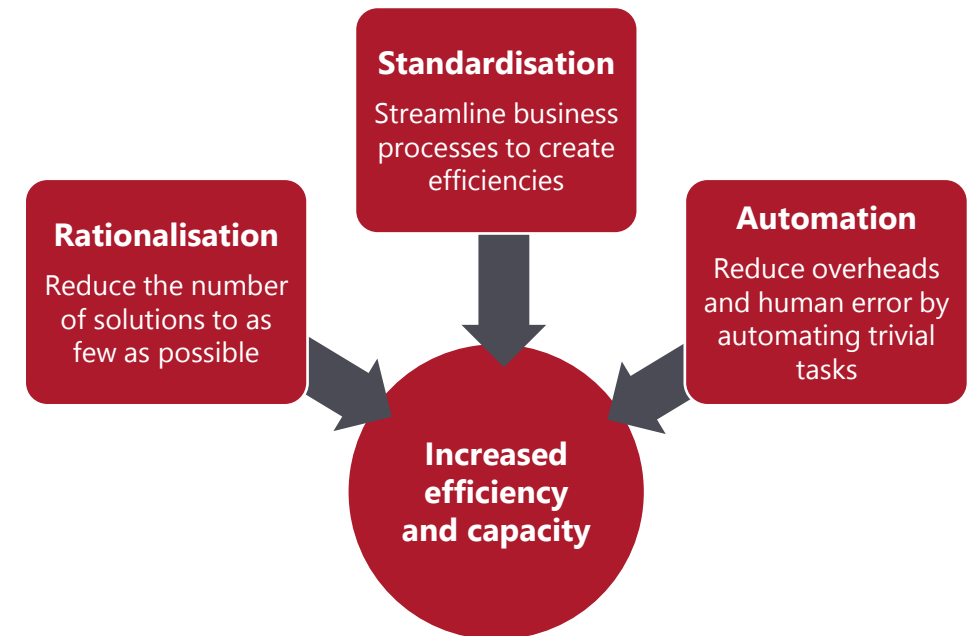 Standardisation
Streamline business
processes to create
efficiencies
Rationalisation
Reduce the number
of solutions to as
few as possible
Automation
Reduce overheads
and human error by
automating trivial
tasks
Increased
efficiency
and capacity